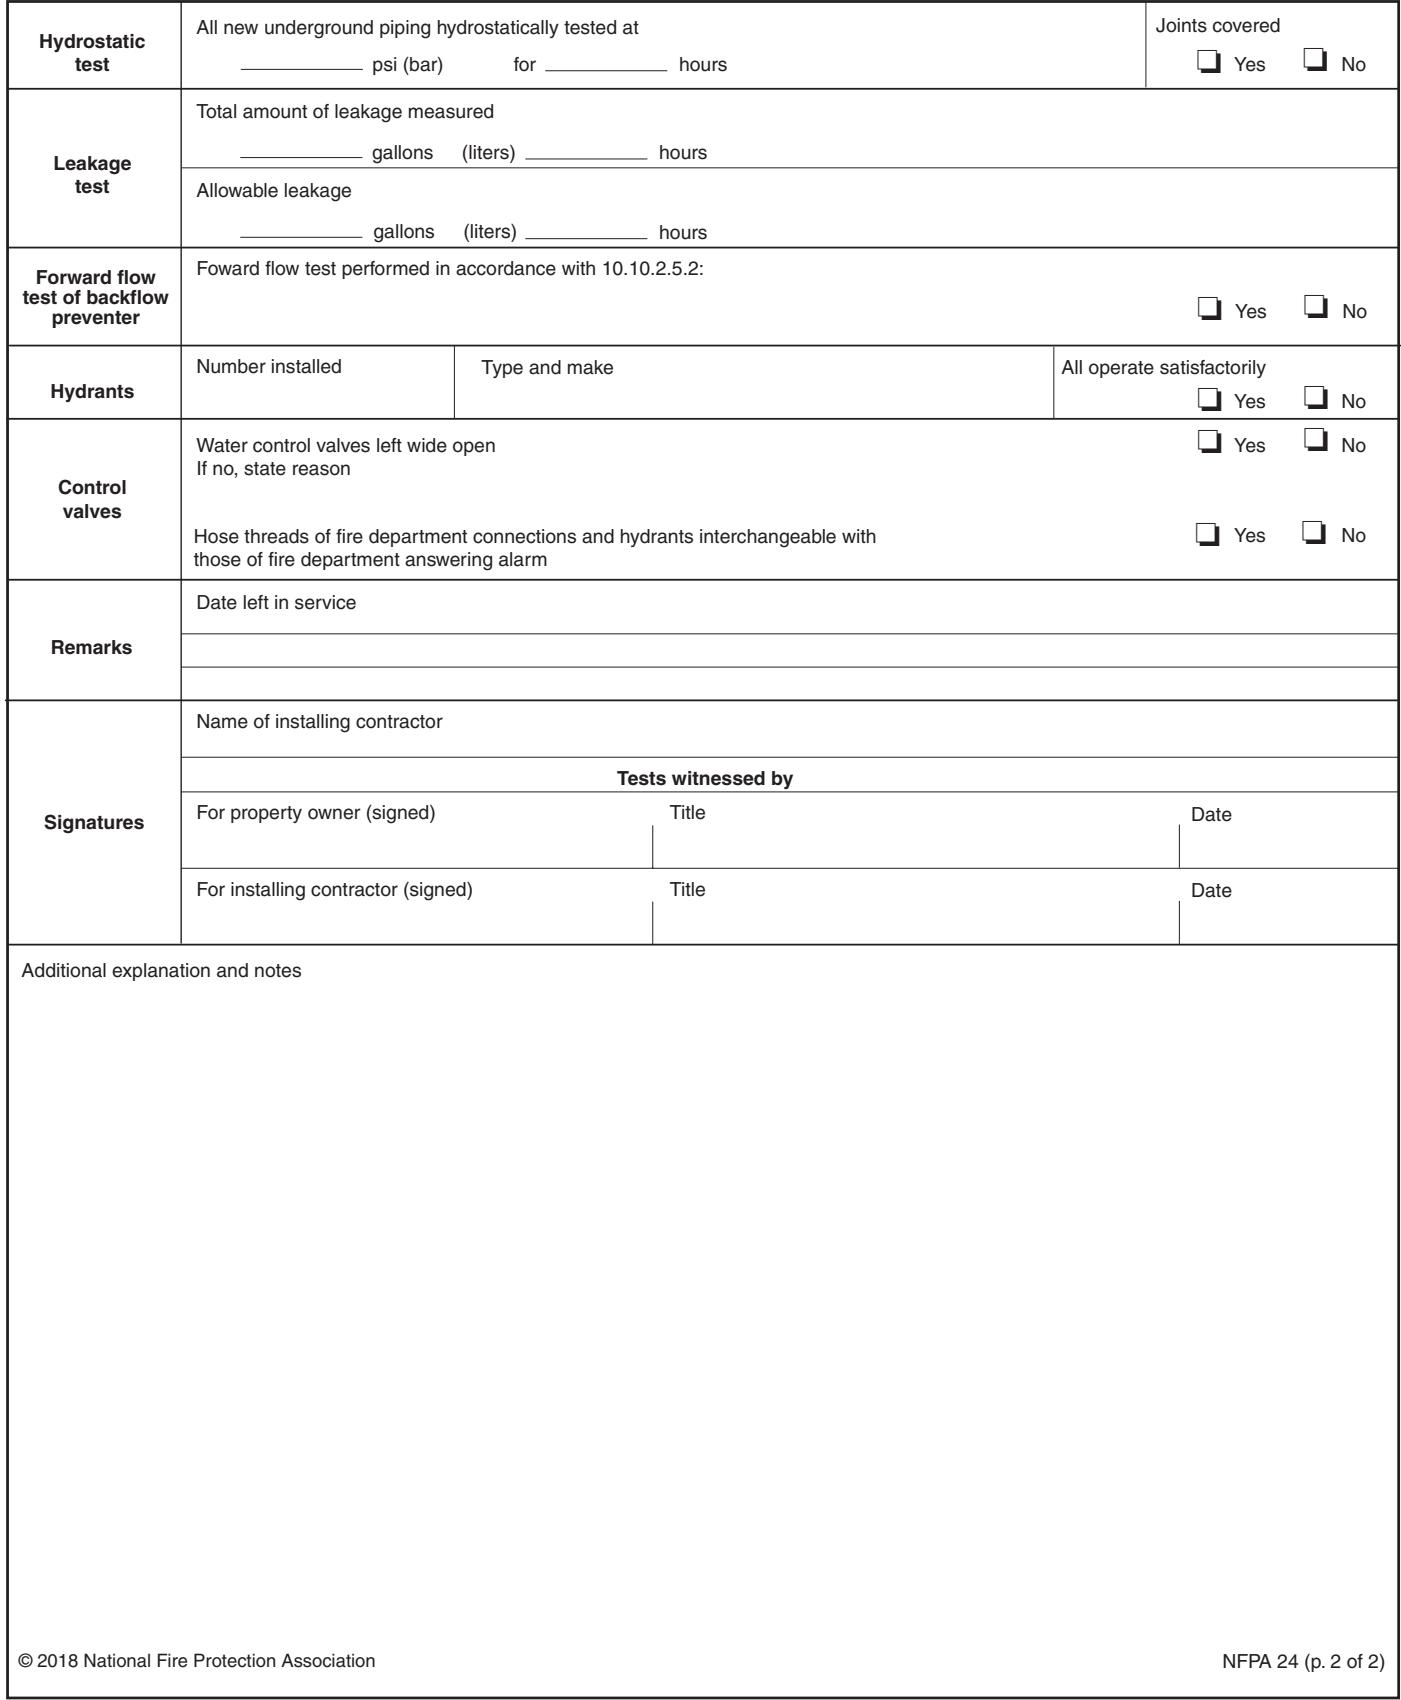 Hydrostatic
test
All new underground piping hydrostatically tested at
psi (bar) for hours
Joints covered
Yes No
Leakage
test
Total amount of leakage measured
gallons (liters) hours
Allowable leakage
gallons (liters) hours
Forward flow
test of backflow
preventer
Foward flow test performed in accordance with 10.10.2.5.2:
Yes No
Hydrants
Number installed
Type and make
All operate satisfactorily
Yes No
Control
valves
Water control valves left wide open
Yes No
If no, state reason
Hose threads of fire department connections and hydrants interchangeable with
those of fire department answering alarm
Yes No
Remarks
Date left in service
Signatures
Name of installing contractor
Tests witnessed by
For property owner (signed) Title Date
For installing contractor (signed) Title Date
Additional explanation and notes
© 2018 National Fire Protection Association NFPA 24 (p. 2 of 2)